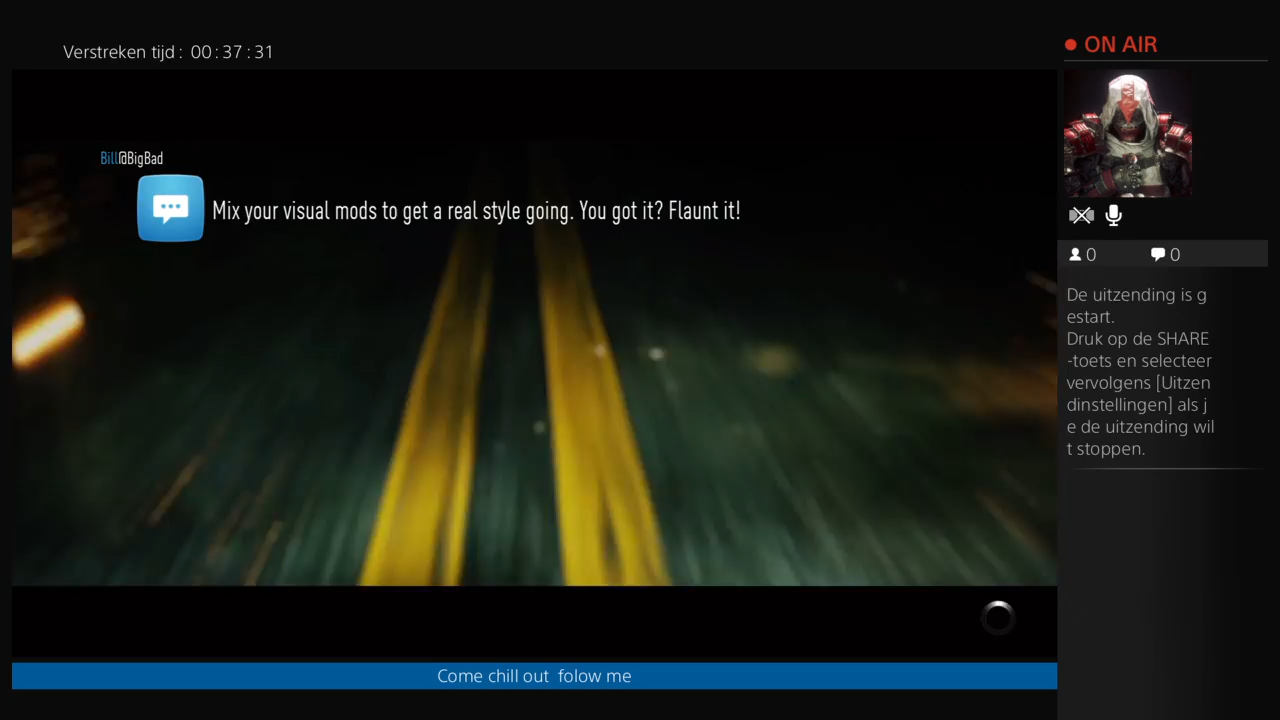 Verstreken tijd : 00 : 37 : 31
ON AIR
Bill@BigBad
Mix your visual mods to get a real style going. You got it? Flaunt it!
0 0
De uitzending is g
estart.
Druk op de SHARE
-toets en selecteer
vervolgens [Uitzen
dinstellingen] als j
e de uitzending wil
t stoppen.
Come chill out folow me